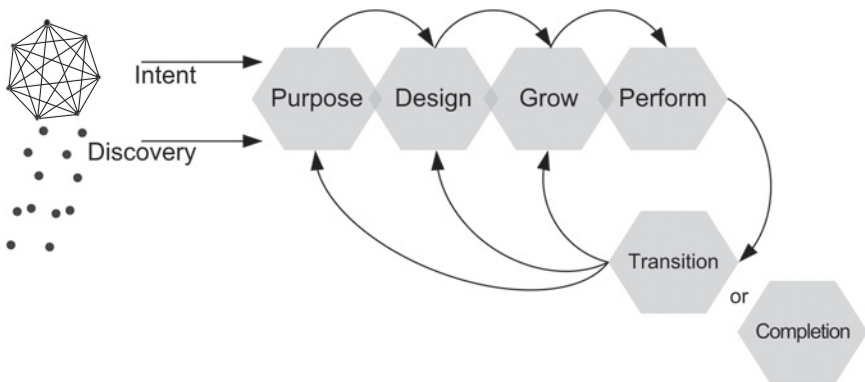 Intent
Discovery
Purpose
Design
Grow
Perform
Transition
or
Completion